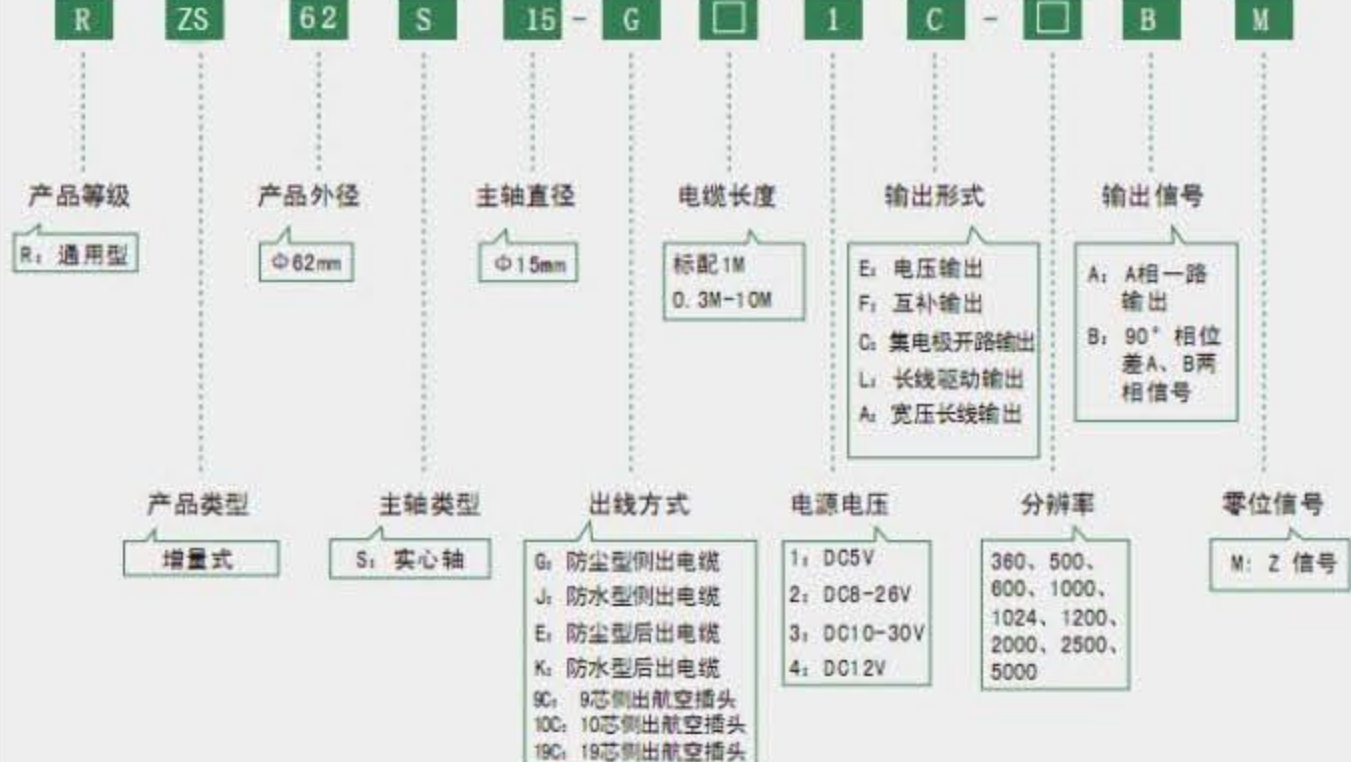 R ZS 62 S 15 - G □ 1 C - □ B M
产品等级
R: 通用型
产品外径
Φ62mm
主轴直径
Φ15mm
电缆长度
标配1M
0.3M-10M
输出形式
E: 电压输出
F: 互补输出
C: 集电极开路输出
L: 长线驱动输出
A: 宽压长线输出
输出信号
A: A相一路
输出
B: 90°相位
差A、B两
相信号
产品类型
增量式
主轴类型
S: 实心轴
出线方式
G: 防尘型侧出电缆
J: 防水型侧出电缆
E: 防尘型后出电缆
K: 防水型后出电缆
9C: 9芯侧出航空插头
10C: 10芯侧出航空插头
19C: 19芯侧出航空插头
电源电压
1: DC5V
2: DC8-26V
3: DC10-30V
4: DC12V
分辨率
360、500、
600、1000、
1024、1200、
2000、2500、
5000
零位信号
M: Z 信号